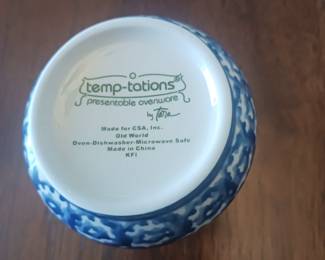 temp-tations®
presentable ovenware
by Tara
Made for CSA, Inc.
Old World
Oven-Dishwasher-Microwave Safe
Made in China
KFI